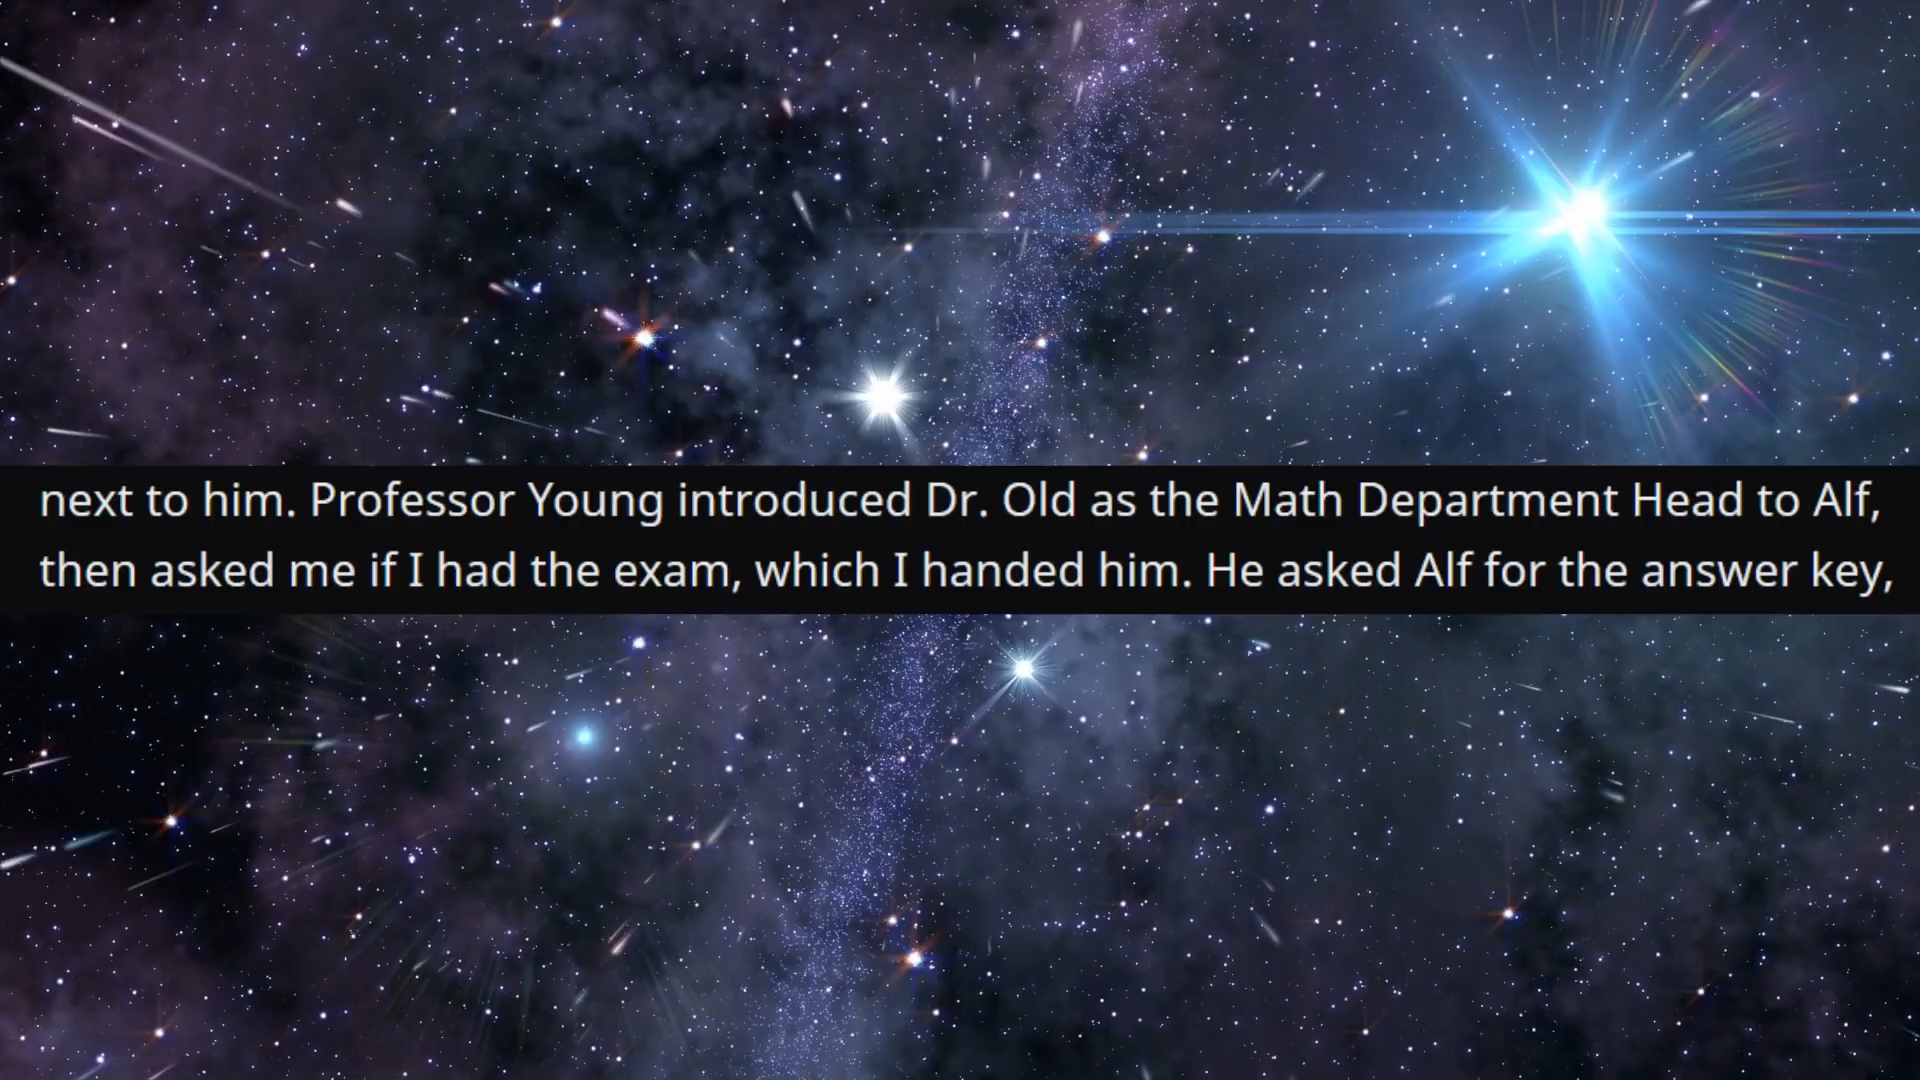 next to him. Professor Young introduced Dr. Old as the Math Department Head to Alf,
then asked me if I had the exam, which I handed him. He asked Alf for the answer key,